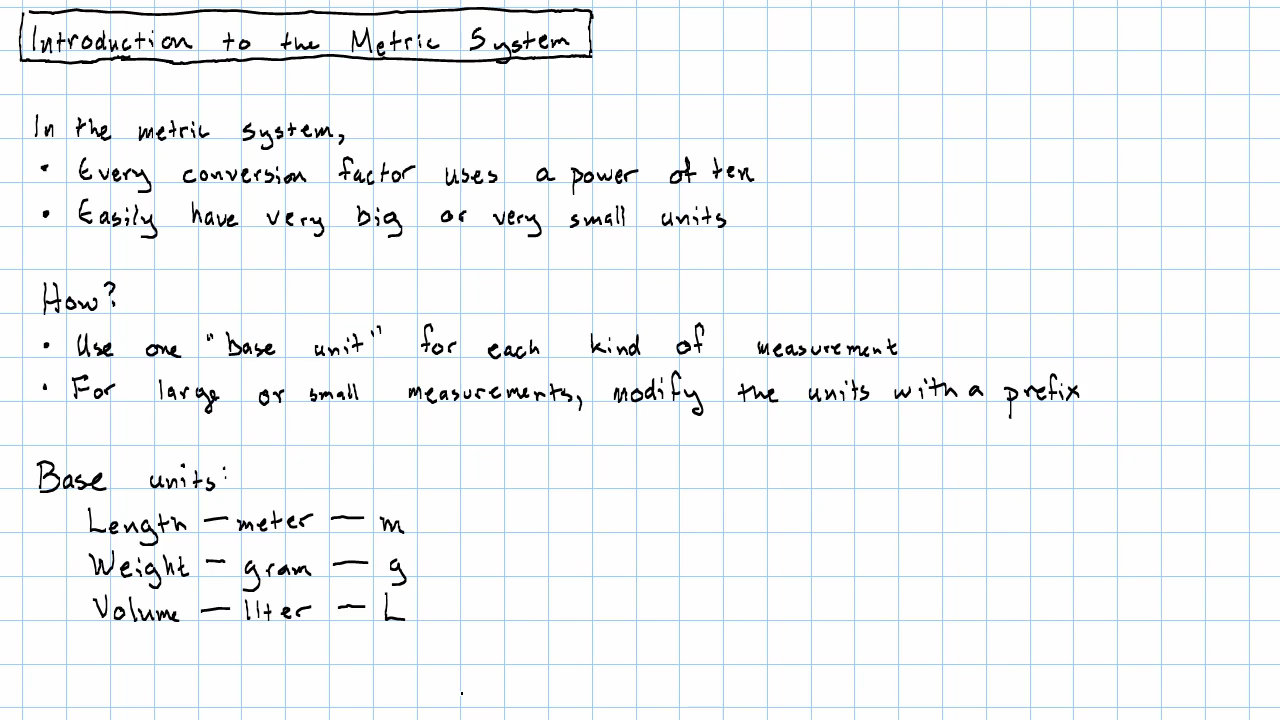 Introduction to the Metric System
In the metric system,
• Every conversion factor uses a power of ten
• Easily have very big or very small units
How?
• Use one "base unit" for each kind of measurement
• For large or small measurements, modify the units with a prefix
Base units:
Length — meter — m
Weight — gram — g
Volume — liter — L